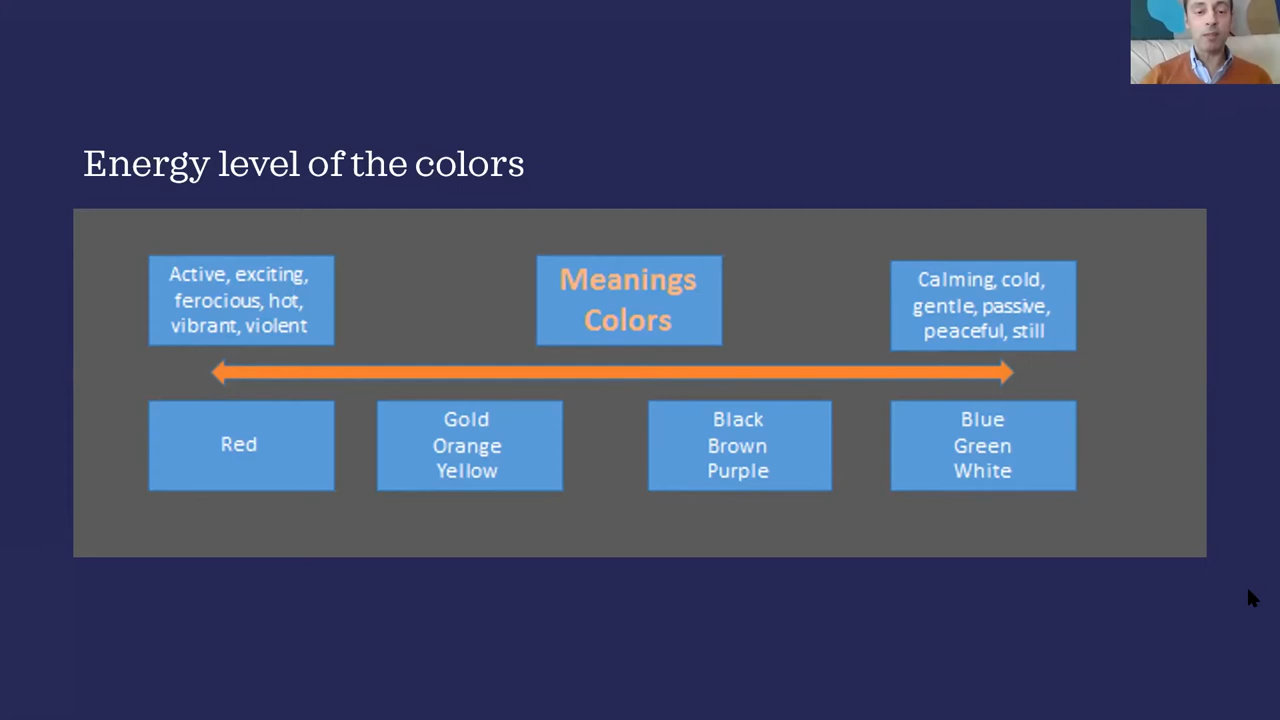 Energy level of the colors
Active, exciting,
ferocious, hot,
vibrant, violent
Meanings
Colors
Calming, cold,
gentle, passive,
peaceful, still
Red
Gold
Orange
Yellow
Black
Brown
Purple
Blue
Green
White